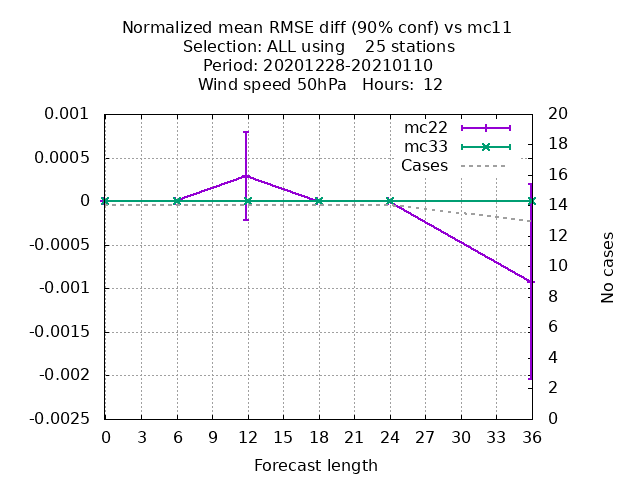 Normalized mean RMSE diff (90% conf) vs mc11
Selection: ALL using    25 stations
Period: 20201228-20210110
Wind speed 50hPa   Hours:  12
0.001
0.0005
0
-0.0005
-0.001
-0.0015
-0.002
-0.0025
mc22
mc33
Cases
20
18
16
14
12
10
8
6
4
2
0
No cases
0 3 6 9 12 15 18 21 24 27 30 33 36
Forecast length